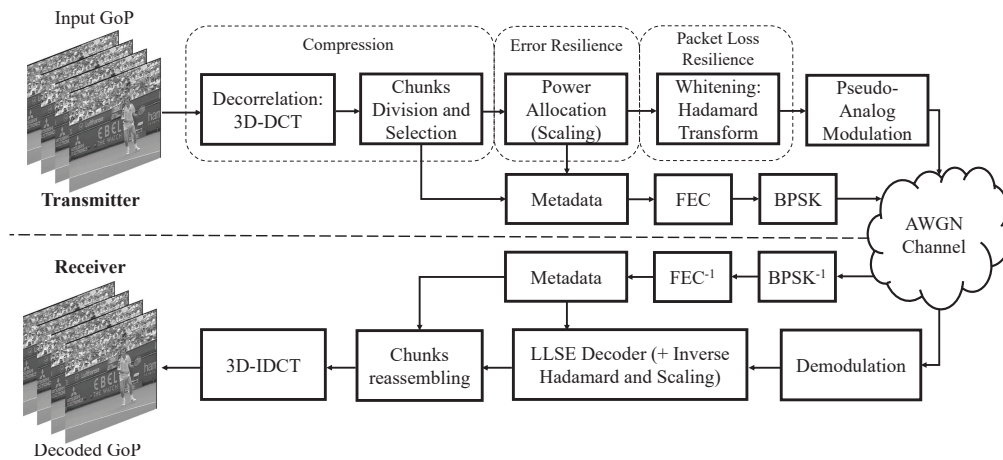 Input GoP
Compression
Error Resilience
Packet Loss
Resilience
Decorrelation:
3D-DCT
Chunks
Division and
Selection
Power
Allocation
(Scaling)
Whitening:
Hadamard
Transform
Pseudo-
Analog
Modulation
Transmitter
Metadata
FEC
BPSK
AWGN
Channel
Receiver
Metadata
FEC-1
BPSK-1
3D-IDCT
Chunks
reassembling
LLSE Decoder (+ Inverse
Hadamard and Scaling)
Demodulation
Decoded GoP